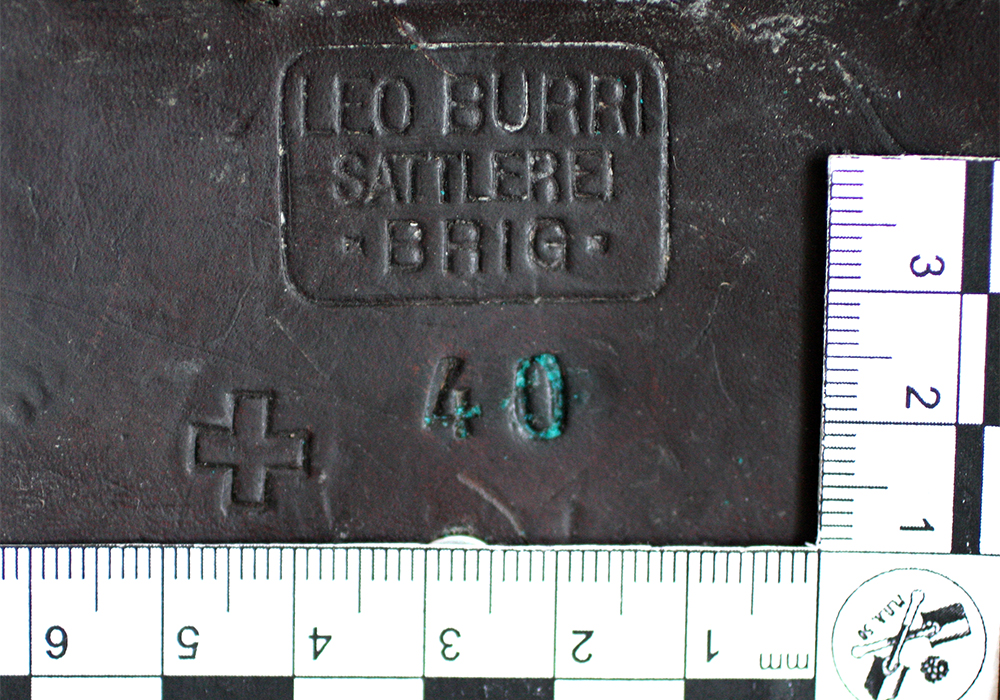 LEO BURRI
SATTLEREI
· BRIG ·
40
3
2
1
6 5 4 3 2 1 mm